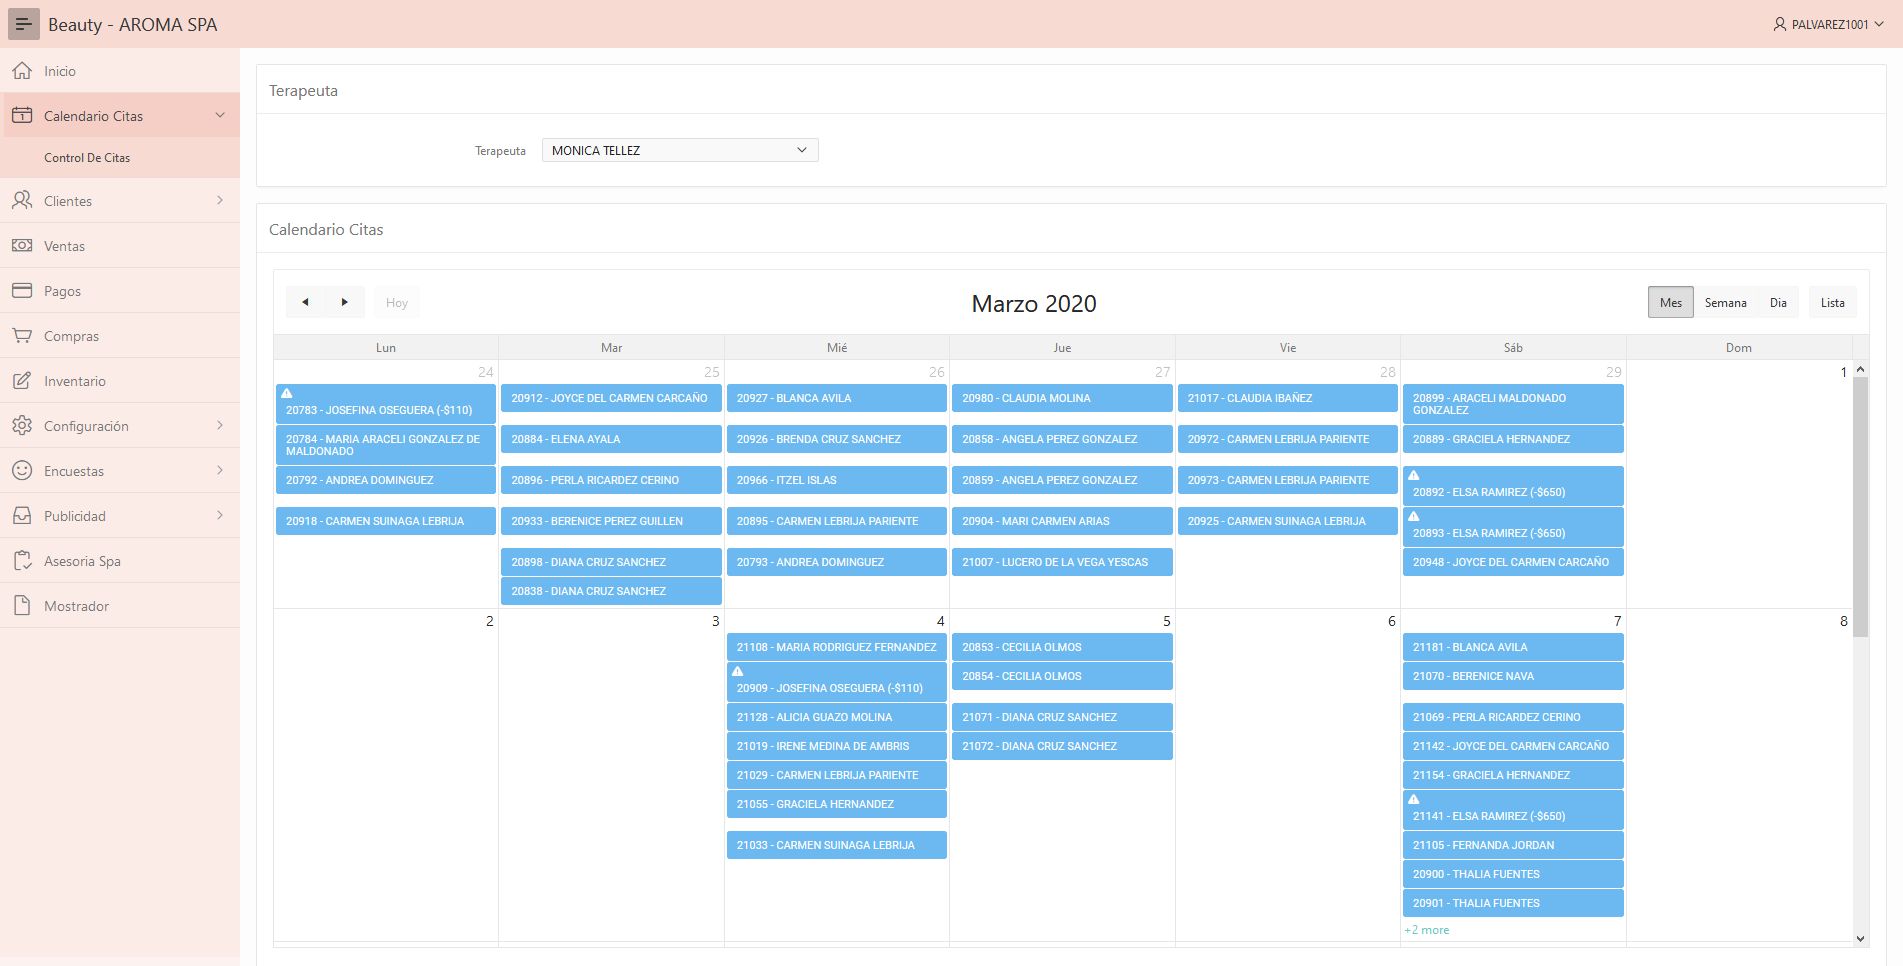 Beauty - AROMA SPA
PALVAREZ1001
Inicio
Calendario Citas
Control De Citas
Clientes
Ventas
Pagos
Compras
Inventario
Configuración
Encuestas
Publicidad
Asesoria Spa
Mostrador
Terapeuta
Terapeuta
MONICA TELLEZ
Calendario Citas
Hoy
Marzo 2020
Mes
Semana
Dia
Lista
Lun
Mar
Mié
Jue
Vie
Sáb
Dom
24
20783 - JOSEFINA OSEGUERA (-$110)
20784 - MARIA ARACELI GONZALEZ DE
MALDONADO
20792 - ANDREA DOMINGUEZ
20918 - CARMEN SUINAGA LEBRIJA
25
20912 - JOYCE DEL CARMEN CARCAÑO
20884 - ELENA AYALA
20896 - PERLA RICARDEZ CERINO
20933 - BERENICE PEREZ GUILLEN
20898 - DIANA CRUZ SANCHEZ
20838 - DIANA CRUZ SANCHEZ
26
20927 - BLANCA AVILA
20926 - BRENDA CRUZ SANCHEZ
20966 - ITZEL ISLAS
20895 - CARMEN LEBRIJA PARIENTE
20793 - ANDREA DOMINGUEZ
27
20980 - CLAUDIA MOLINA
20858 - ANGELA PEREZ GONZALEZ
20859 - ANGELA PEREZ GONZALEZ
20904 - MARI CARMEN ARIAS
21007 - LUCERO DE LA VEGA YESCAS
28
21017 - CLAUDIA IBAÑEZ
20972 - CARMEN LEBRIJA PARIENTE
20973 - CARMEN LEBRIJA PARIENTE
20925 - CARMEN SUINAGA LEBRIJA
29
20899 - ARACELI MALDONADO
GONZALEZ
20889 - GRACIELA HERNANDEZ
20892 - ELSA RAMIREZ (-$650)
20893 - ELSA RAMIREZ (-$650)
20948 - JOYCE DEL CARMEN CARCAÑO
1
2
3
4
21108 - MARIA RODRIGUEZ FERNANDEZ
20909 - JOSEFINA OSEGUERA (-$110)
21128 - ALICIA GUAZO MOLINA
21019 - IRENE MEDINA DE AMBRIS
21029 - CARMEN LEBRIJA PARIENTE
21055 - GRACIELA HERNANDEZ
21033 - CARMEN SUINAGA LEBRIJA
5
20853 - CECILIA OLMOS
20854 - CECILIA OLMOS
21071 - DIANA CRUZ SANCHEZ
21072 - DIANA CRUZ SANCHEZ
6
7
21181 - BLANCA AVILA
21070 - BERENICE NAVA
21069 - PERLA RICARDEZ CERINO
21142 - JOYCE DEL CARMEN CARCAÑO
21154 - GRACIELA HERNANDEZ
21141 - ELSA RAMIREZ (-$650)
21105 - FERNANDA JORDAN
20900 - THALIA FUENTES
20901 - THALIA FUENTES
+2 more
8